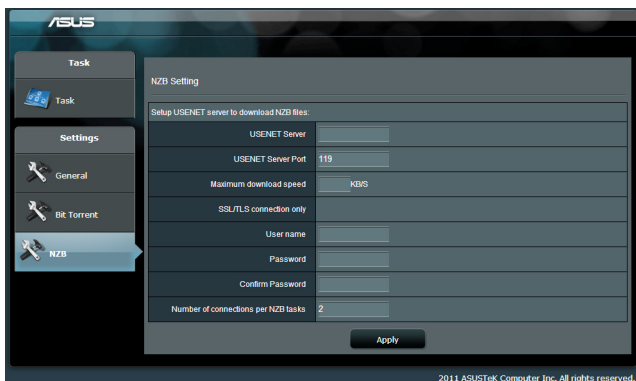 ASUS
Task
Task
Settings
General
Bit Torrent
NZB
NZB Setting
Setup USENET server to download NZB files:
USENET Server
USENET Server Port 119
Maximum download speed KB/S
SSL/TLS connection only
User name
Password
Confirm Password
Number of connections per NZB tasks 2
Apply
2011 ASUSTeK Computer Inc. All rights reserved.